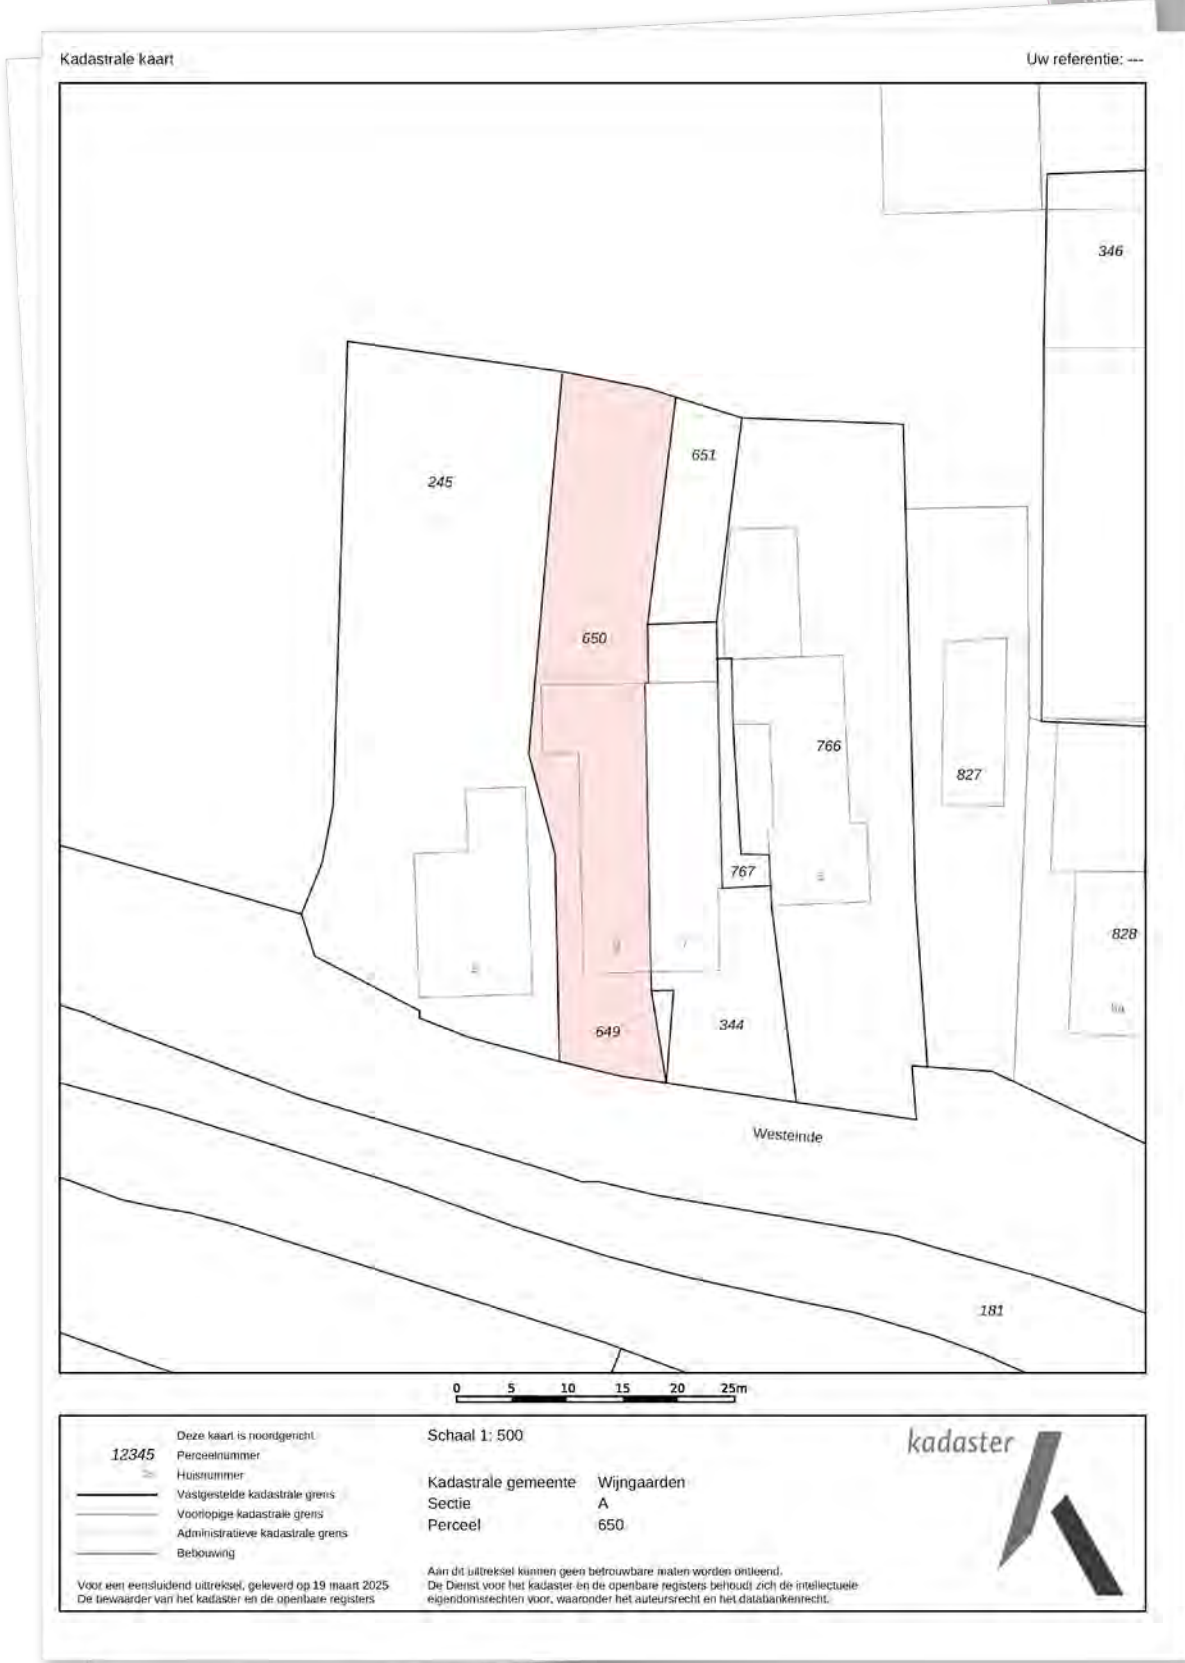 Kadastrale kaart
Uw referentie: ---
346
651
245
650
766
827
767
828
9
7
649
344
Westeinde
181
0 5 10 15 20 25m
Deze kaart is noordgericht
12345 Perceelnummer
Huisnummer
Vastgestelde kadastrale grens
Voorlopige kadastrale grens
Administratieve kadastrale grens
Bebouwing
Voor een eensluidend uittreksel, geleverd op 19 maart 2025
De bewaarder van het kadaster en de openbare registers
Schaal 1: 500
Kadastrale gemeente Wijngaarden
Sectie A
Perceel 650
Aan dit uittreksel kunnen geen betrouwbare maten worden ontleend.
De Dienst voor het kadaster en de openbare registers behoudt zich de intellectuele
eigendomsrechten voor, waaronder het auteursrecht en het databankenrecht.
kadaster